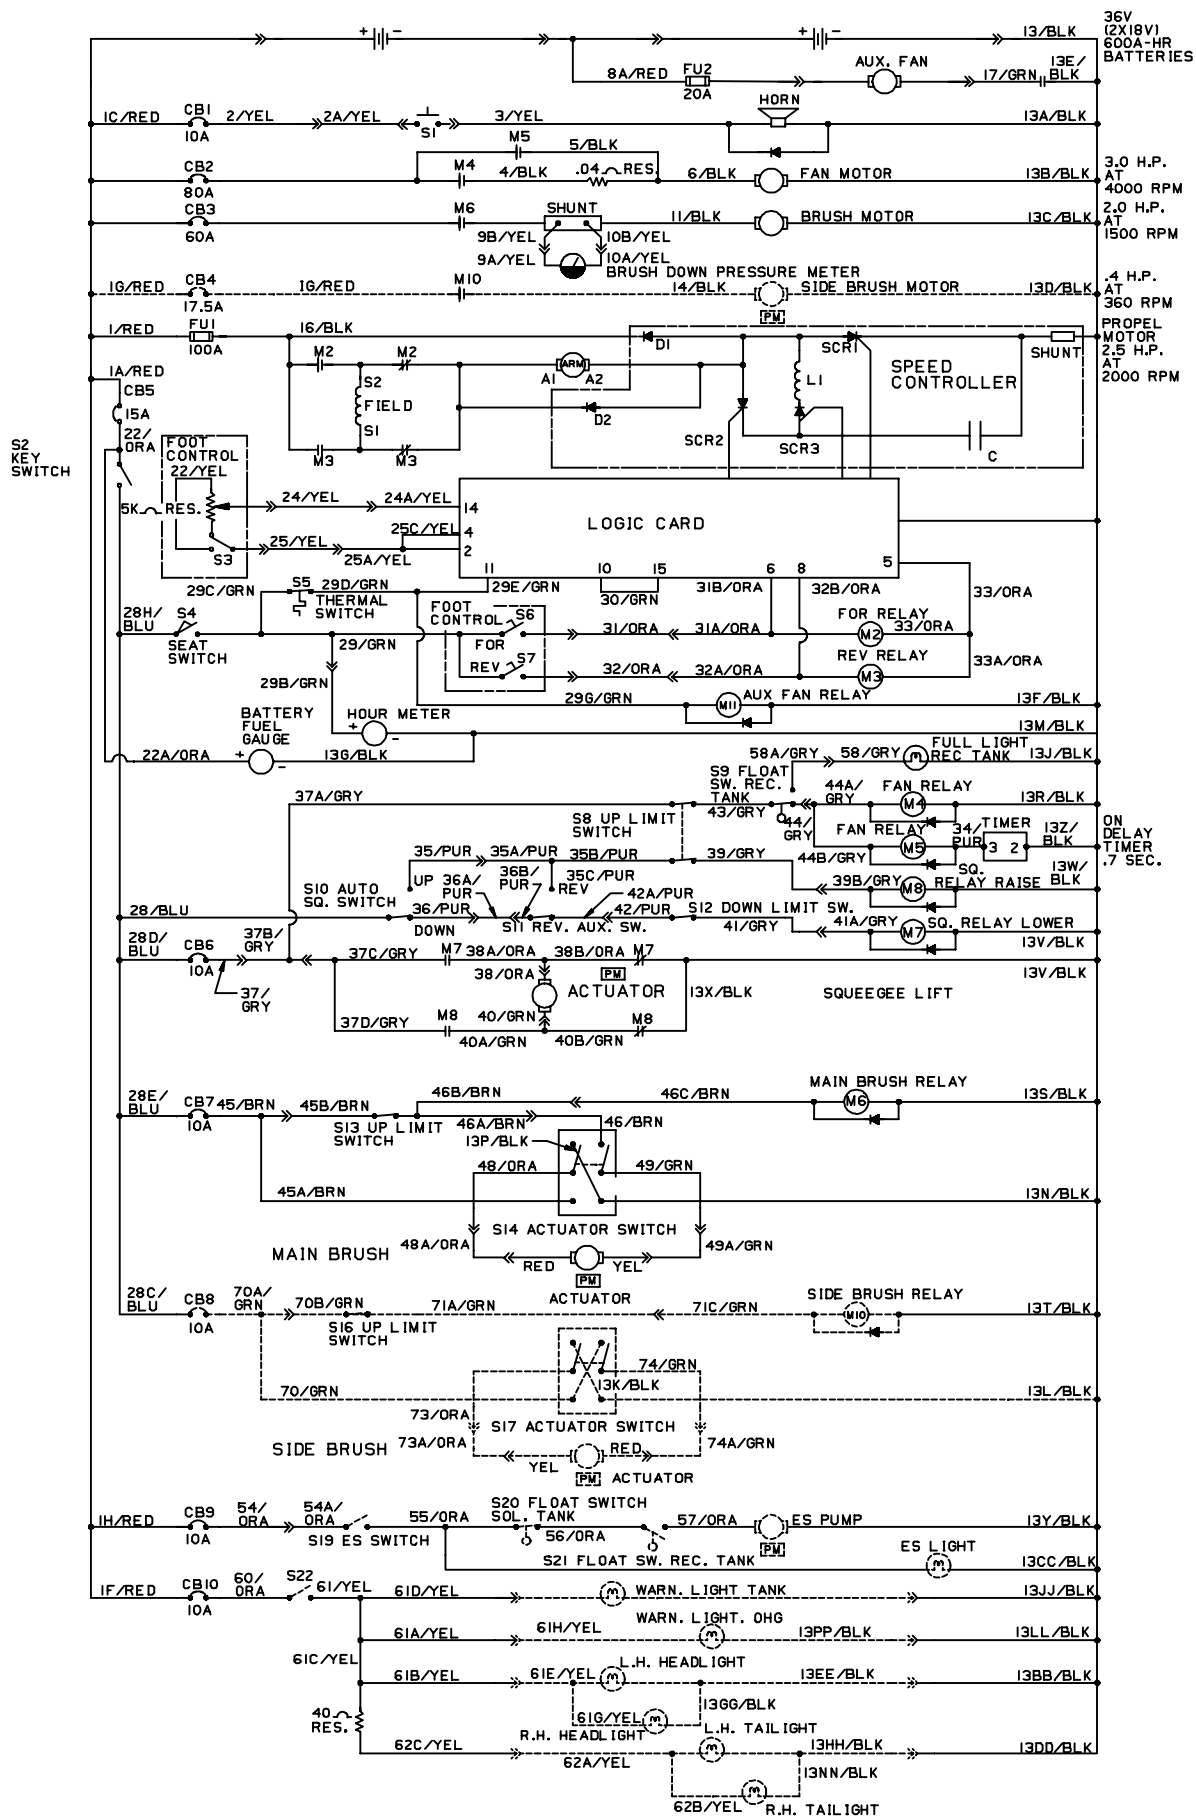 36V
(2X18V)
600A-HR
BATTERIES
+ - + - 13/BLK
8A/RED FU2 20A AUX. FAN 17/GRN 13E/BLK
1C/RED CB1 10A 2/YEL 2A/YEL S1 3/YEL HORN 13A/BLK
M5 5/BLK
CB2 80A M4 4/BLK .04 RES. 6/BLK FAN MOTOR 13B/BLK
3.0 H.P.
AT
4000 RPM
CB3 60A M6 SHUNT 11/BLK BRUSH MOTOR 13C/BLK
2.0 H.P.
AT
1500 RPM
9B/YEL 10B/YEL
9A/YEL 10A/YEL
BRUSH DOWN PRESSURE METER
1G/RED CB4 17.5A 1G/RED M10 14/BLK SIDE BRUSH MOTOR 13D/BLK
PM
.4 H.P.
AT
360 RPM
1/RED FU1 100A 16/BLK D1 SCR1 SHUNT
PROPEL
MOTOR
2.5 H.P.
AT
2000 RPM
M2 M2 ARM A1 A2
SPEED
CONTROLLER
L1
S2
FIELD
S1
D2
M3 M3
SCR2 SCR3 C
1A/RED
CB5
15A
22/
ORA
S2
KEY
SWITCH
FOOT
CONTROL
22/YEL
5K RES.
24/YEL 24A/YEL 14
25C/YEL 4
25/YEL 25A/YEL 2
S3
LOGIC CARD
11 10 15 6 8 5
29C/GRN S5 29D/GRN 29E/GRN 30/GRN 31B/ORA 32B/ORA 33/ORA
THERMAL
SWITCH
28H/
BLU
S4
SEAT
SWITCH
29/GRN
FOOT
CONTROL
FOR
S6
31/ORA 31A/ORA
FOR RELAY
M2 33/ORA
REV
S7
32/ORA 32A/ORA
REV RELAY
M3
33A/ORA
29B/GRN
29G/GRN M11 AUX FAN RELAY 13F/BLK
BATTERY
FUEL
GAUGE
+ -
HOUR METER
+ -
13M/BLK
22A/ORA 13G/BLK
58A/GRY 58/GRY
FULL LIGHT
REC TANK
13J/BLK
S9 FLOAT
SW. REC.
TANK
37A/GRY
43/GRY
44A/
GRY
FAN RELAY
M4
13R/BLK
S8 UP LIMIT
SWITCH
44/
GRY
FAN RELAY
M5
34/
PUR
TIMER
3 2
13Z/
BLK
ON
DELAY
TIMER
.7 SEC.
44B/GRY
35/PUR 35A/PUR 35B/PUR 39/GRY
39B/GRY M8
SQ.
RELAY RAISE
13W/
BLK
S10 AUTO
SQ. SWITCH
UP
36A/
PUR
36B/
PUR
35C/PUR
REV
42A/PUR
28/BLU 36/PUR
DOWN
S11 REV. AUX. SW.
42/PUR
S12 DOWN LIMIT SW.
41/GRY 41A/GRY M7 SQ. RELAY LOWER
13V/BLK
28D/
BLU
CB6
10A
37B/
GRY
37C/GRY M7 38A/ORA 38B/ORA M7
13V/BLK
37/
GRY
38/ORA PM
ACTUATOR
13X/BLK
SQUEEGEE LIFT
37D/GRY M8 40/GRN M8
40A/GRN 40B/GRN
28E/
BLU
CB7
10A
45/BRN 45B/BRN 46B/BRN 46C/BRN
MAIN BRUSH RELAY
M6
13S/BLK
S13 UP LIMIT
SWITCH
46A/BRN 46/BRN
13P/BLK
48/ORA 49/GRN
45A/BRN 13N/BLK
S14 ACTUATOR SWITCH
MAIN BRUSH
48A/ORA 49A/GRN
RED YEL
PM
ACTUATOR
28C/
BLU
CB8
10A
70A/
GRN
70B/GRN 71A/GRN 71C/GRN
SIDE BRUSH RELAY
M10
13T/BLK
S16 UP LIMIT
SWITCH
74/GRN
13K/BLK
70/GRN 13L/BLK
73/ORA
S17 ACTUATOR SWITCH
SIDE BRUSH
73A/ORA 74A/GRN
YEL RED
PM ACTUATOR
1H/RED CB9 10A
54/
ORA
54A/
ORA
S19 ES SWITCH
55/ORA
S20 FLOAT SWITCH
SOL. TANK
56/ORA 57/ORA ES PUMP 13Y/BLK
PM
S21 FLOAT SW. REC. TANK
ES LIGHT
13CC/BLK
1F/RED CB10 10A
60/
ORA
S22 61/YEL 61D/YEL WARN. LIGHT TANK 13JJ/BLK
61A/YEL 61H/YEL WARN. LIGHT. OHG 13PP/BLK 13LL/BLK
61C/YEL
61B/YEL 61E/YEL L.H. HEADLIGHT 13EE/BLK 13BB/BLK
13GG/BLK
61G/YEL
R.H. HEADLIGHT
40
RES.
L.H. TAILIGHT
62C/YEL 62A/YEL 13HH/BLK 13DD/BLK
13NN/BLK
62B/YEL R.H. TAILIGHT